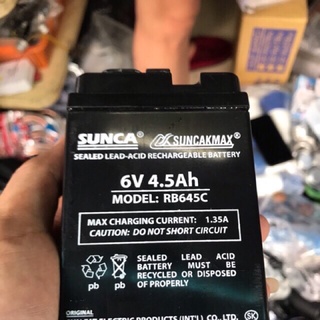 SUNCA® SUNCAKMAX®
SEALED LEAD-ACID RECHARGEABLE BATTERY
6V 4.5Ah
MODEL: RB645C
MAX CHARGING CURRENT: 1.35A
CAUTION: DO NOT SHORT CIRCUIT
SEALED LEAD ACID
BATTERY MUST BE
RECYCLED OR DISPOSED
OF PROPERLY
pb pb
ORIGINAL
ELECTRIC PRODUCTS (INT'L) CO., LTD.
SK